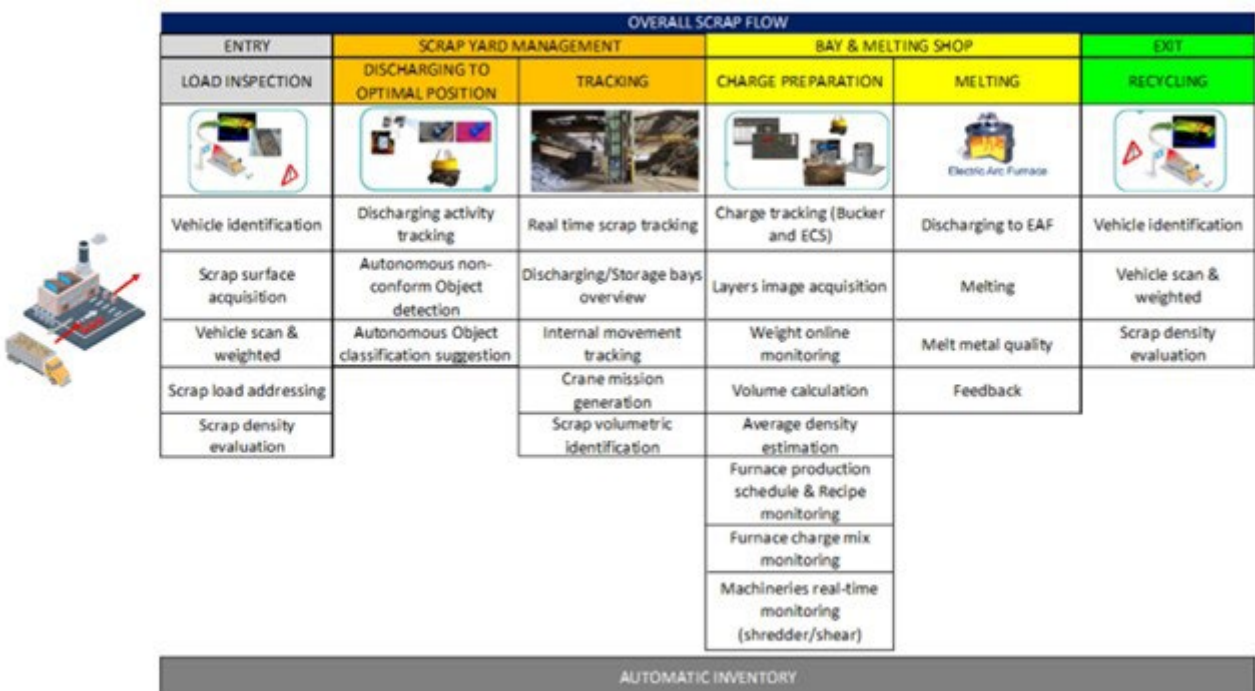 OVERALL SCRAP FLOW
ENTRY
SCRAP YARD MANAGEMENT
BAY & MELTING SHOP
EXIT
LOAD INSPECTION
DISCHARGING TO
OPTIMAL POSITION
TRACKING
CHARGE PREPARATION
MELTING
RECYCLING
Electric Arc Furnace
Vehicle identification
Discharging activity
tracking
Real time scrap tracking
Charge tracking (Bucker
and ECS)
Discharging to EAF
Vehicle identification
Scrap surface
acquisition
Autonomous non-
conform Object
detection
Discharging/Storage bays
overview
Layers image acquisition
Melting
Vehicle scan &
weighted
Vehicle scan &
weighted
Autonomous Object
classification suggestion
Internal movement
tracking
Weight online
monitoring
Melt metal quality
Scrap density
evaluation
Scrap load addressing
Crane mission
generation
Volume calculation
Feedback
Scrap density
evaluation
Scrap volumetric
identification
Average density
estimation
Furnace production
schedule & Recipe
monitoring
Furnace charge mix
monitoring
Machineries real-time
monitoring
(shredder/shear)
AUTOMATIC INVENTORY